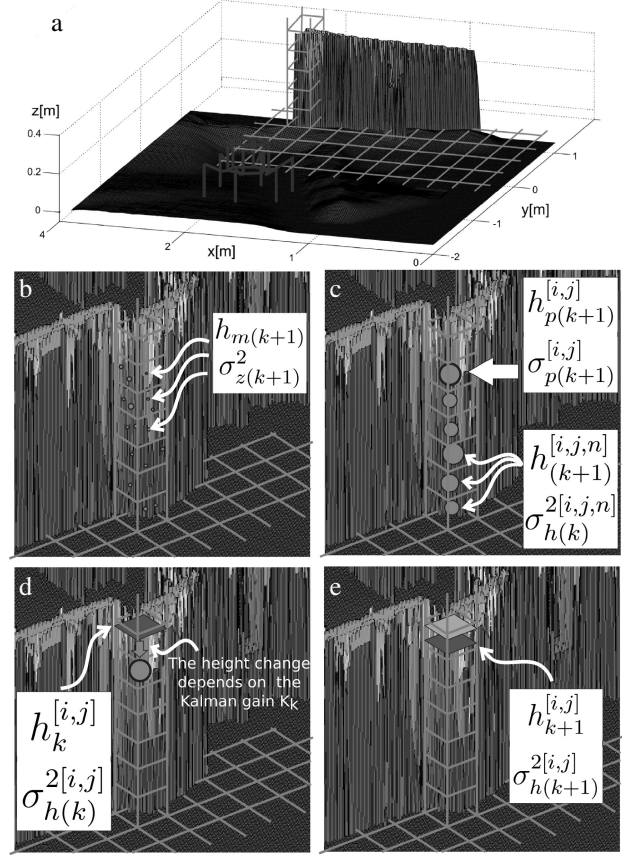 a
z[m]
0.4
0.2
0
4
2
x[m]
1
0
-2
-1
0
1
y[m]
b
h_{m(k+1)}
σ^2_{z(k+1)}
c
h^{[i,j]}_{p(k+1)}
σ^{[i,j]}_{p(k+1)}
h^{[i,j,n]}_{(k+1)}
σ^{2[i,j,n]}_{h(k)}
d
The height change
depends on the
Kalman gain K_k
h^{[i,j]}_k
σ^{2[i,j]}_{h(k)}
e
h^{[i,j]}_{k+1}
σ^{2[i,j]}_{h(k+1)}